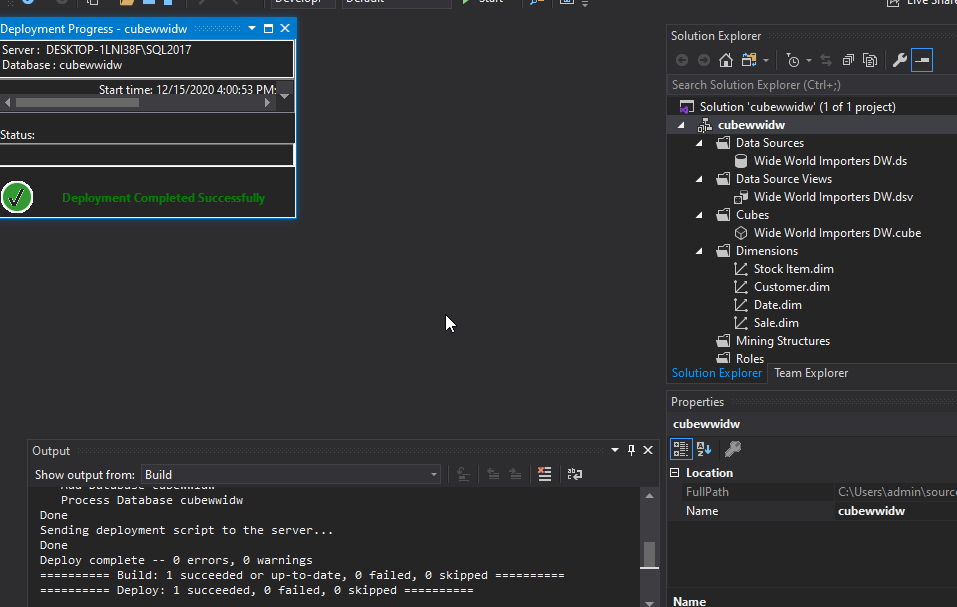 Default
Start
Live Share
Deployment Progress - cubewwidw
Server : DESKTOP-1LNI38F\SQL2017
Database : cubewwidw
Start time: 12/15/2020 4:00:53 PM;
Status:
Deployment Completed Successfully
Solution Explorer
Search Solution Explorer (Ctrl+;)
Solution 'cubewwidw' (1 of 1 project)
cubewwidw
Data Sources
Wide World Importers DW.ds
Data Source Views
Wide World Importers DW.dsv
Cubes
Wide World Importers DW.cube
Dimensions
Stock Item.dim
Customer.dim
Date.dim
Sale.dim
Mining Structures
Roles
Solution Explorer Team Explorer
Properties
cubewwidw
Location
FullPath C:\Users\admin\source
Name cubewwidw
Name
Output
Show output from: Build
Add Database cubewwidw
Process Database cubewwidw
Done
Sending deployment script to the server...
Done
Deploy complete -- 0 errors, 0 warnings
========== Build: 1 succeeded or up-to-date, 0 failed, 0 skipped ==========
========== Deploy: 1 succeeded, 0 failed, 0 skipped ==========